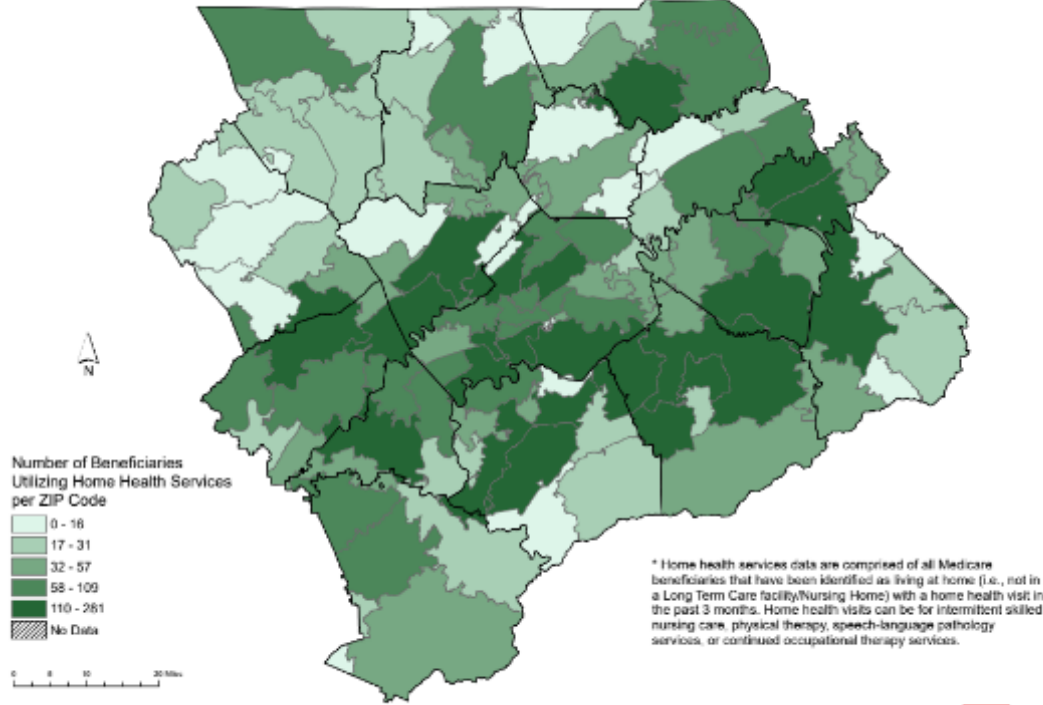 N
Number of Beneficiaries
Utilizing Home Health Services
per ZIP Code
0 - 16
17 - 31
32 - 57
58 - 109
110 - 281
No Data
0 5 10 20 Miles
* Home health services data are comprised of all Medicare
beneficiaries that have been identified as living at home (i.e., not in
a Long Term Care facility/Nursing Home) with a home health visit in
the past 3 months. Home health visits can be for intermittent skilled
nursing care, physical therapy, speech-language pathology
services, or continued occupational therapy services.